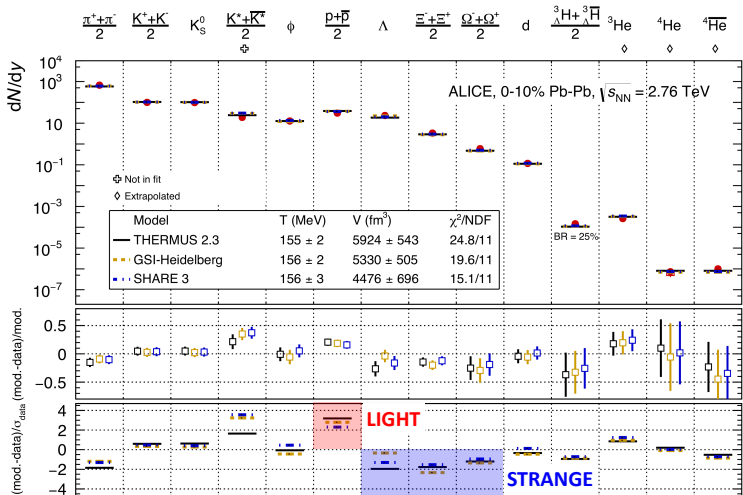 π⁺+π⁻/2 K⁺+K⁻/2 K⁰S K*+K̅*/2 φ p+p̅/2 Λ Ξ⁻+Ξ⁺/2 Ω⁻+Ω⁺/2 d ³ΛH+³ΛH̅/2 ³He ⁴He ⁴H̅e̅
dN/dy
10⁴
10³
10
10⁻¹
10⁻³
10⁻⁵
10⁻⁷
ALICE, 0-10% Pb-Pb, √sNN = 2.76 TeV
Not in fit
Extrapolated
BR = 25%
Model T (MeV) V (fm³) χ²/NDF
THERMUS 2.3 155 ± 2 5924 ± 543 24.8/11
GSI-Heidelberg 156 ± 2 5330 ± 505 19.6/11
SHARE 3 156 ± 3 4476 ± 696 15.1/11
(mod.-data)/mod.
0.5
0
−0.5
(mod.-data)/σdata
4
2
0
−2
−4
LIGHT
STRANGE